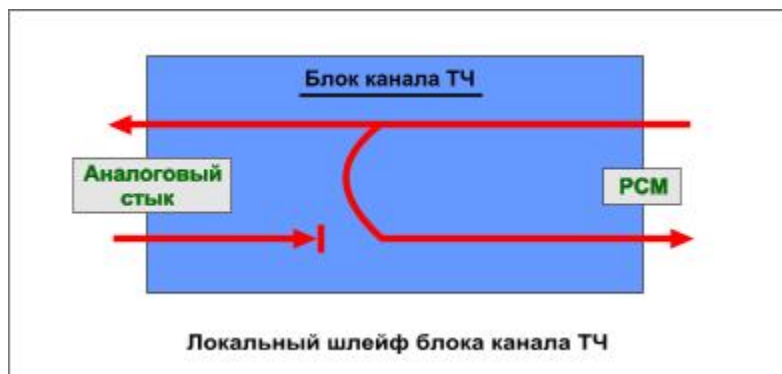 Блок канала ТЧ
Аналоговый
стык
PCM
Локальный шлейф блока канала ТЧ